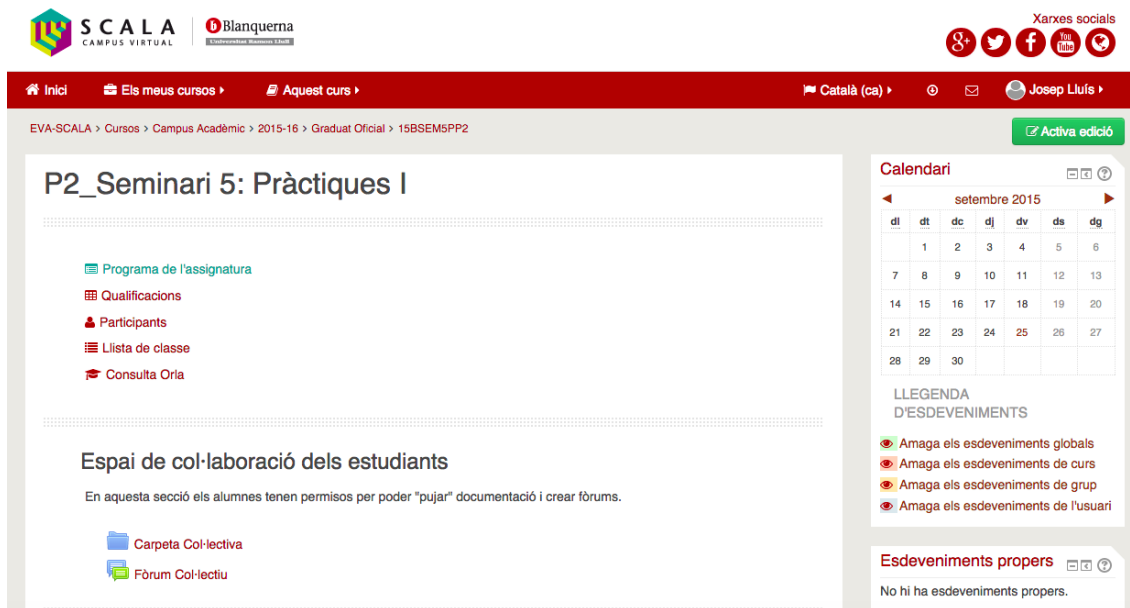 SCALA
CAMPUS VIRTUAL
b Blanquerna
Universitat Ramon Llull
Xarxes socials
g+
You Tube
Inici
Els meus cursos
Aquest curs
Català (ca)
Josep Lluís
EVA-SCALA > Cursos > Campus Acadèmic > 2015-16 > Graduat Oficial > 15BSEM5PP2
Activa edició
P2_Seminari 5: Pràctiques I
Programa de l'assignatura
Qualificacions
Participants
Llista de classe
Consulta Orla
Espai de col·laboració dels estudiants
En aquesta secció els alumnes tenen permisos per poder "pujar" documentació i crear fòrums.
Carpeta Col·lectiva
Fòrum Col·lectiu
Calendari
setembre 2015
dl dt dc dj dv ds dg
1 2 3 4 5 6
7 8 9 10 11 12 13
14 15 16 17 18 19 20
21 22 23 24 25 26 27
28 29 30
LLEGENDA
D'ESDEVENIMENTS
Amaga els esdeveniments globals
Amaga els esdeveniments de curs
Amaga els esdeveniments de grup
Amaga els esdeveniments de l'usuari
Esdeveniments propers
No hi ha esdeveniments propers.